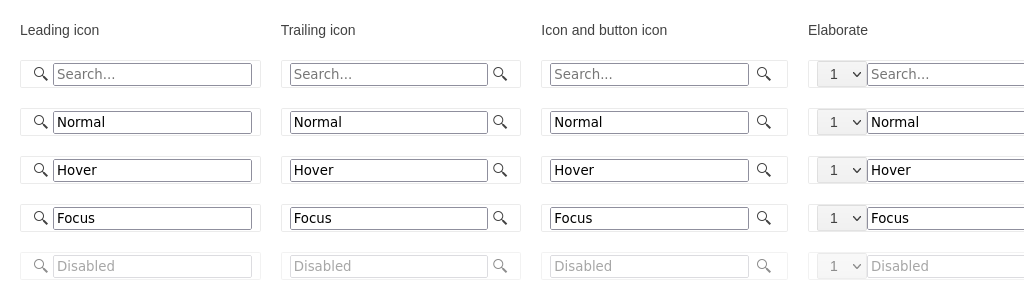 Leading icon Trailing icon Icon and button icon Elaborate
Search... Search... Search... 1 Search...
Normal Normal Normal 1 Normal
Hover Hover Hover 1 Hover
Focus Focus Focus 1 Focus
Disabled Disabled Disabled 1 Disabled